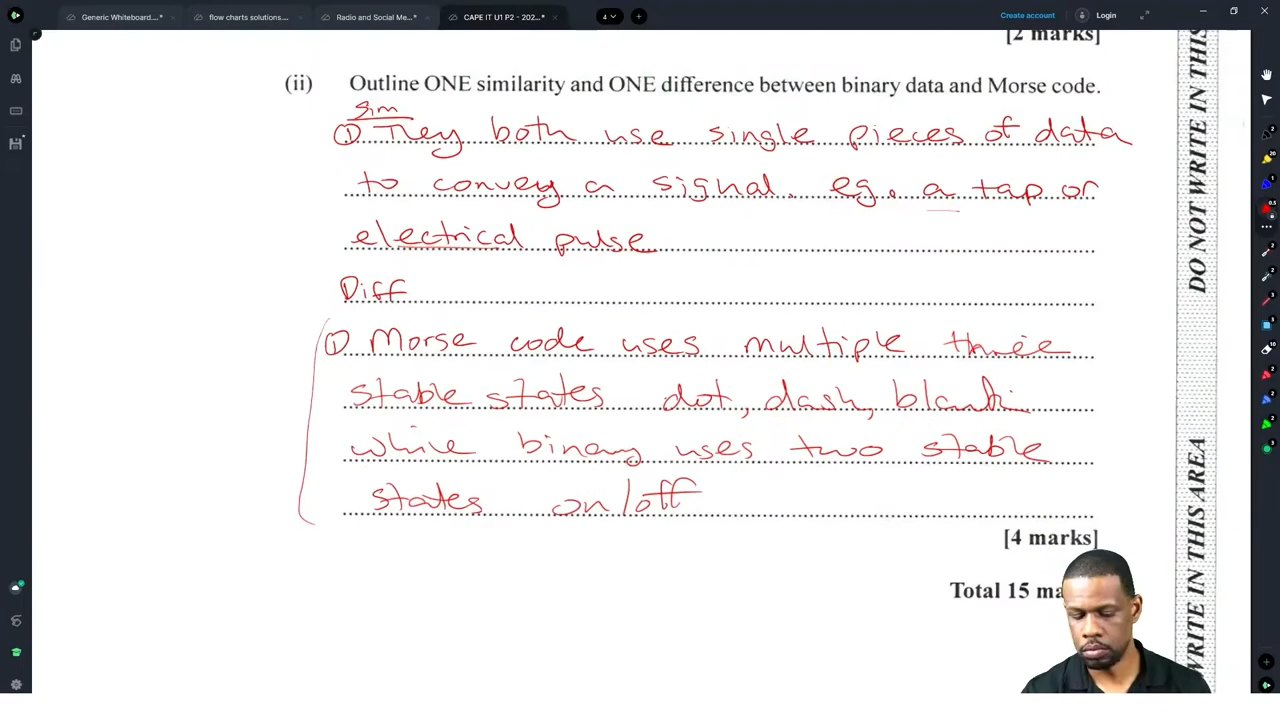 Generic Whiteboard....*
flow charts solutions....
Radio and Social Me...*
CAPE IT U1 P2 - 202...*
4
Create account
Login
[2 marks]
(ii) Outline ONE similarity and ONE difference between binary data and Morse code.
Sim
① They both use single pieces of data
to convey a signal. eg. a tap or
electrical pulse
Diff
① Morse code uses multiple three
stable states dot, dash, blank
while binary uses two stable
states on/off
[4 marks]
Total 15 ma
DO NOT WRITE IN THIS
WRITE IN THIS AREA